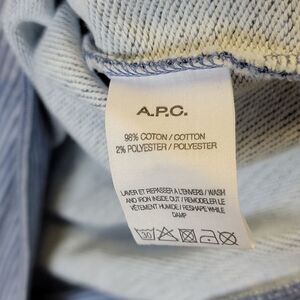 A.P.C.
98% COTON / COTTON
2% POLYESTER / POLYESTER
LAVER ET REPASSER A L'ENVERS / WASH
AND IRON INSIDE OUT / REMODELER LE
VÊTEMENT HUMIDE / RESHAPE WHILE
DAMP
30